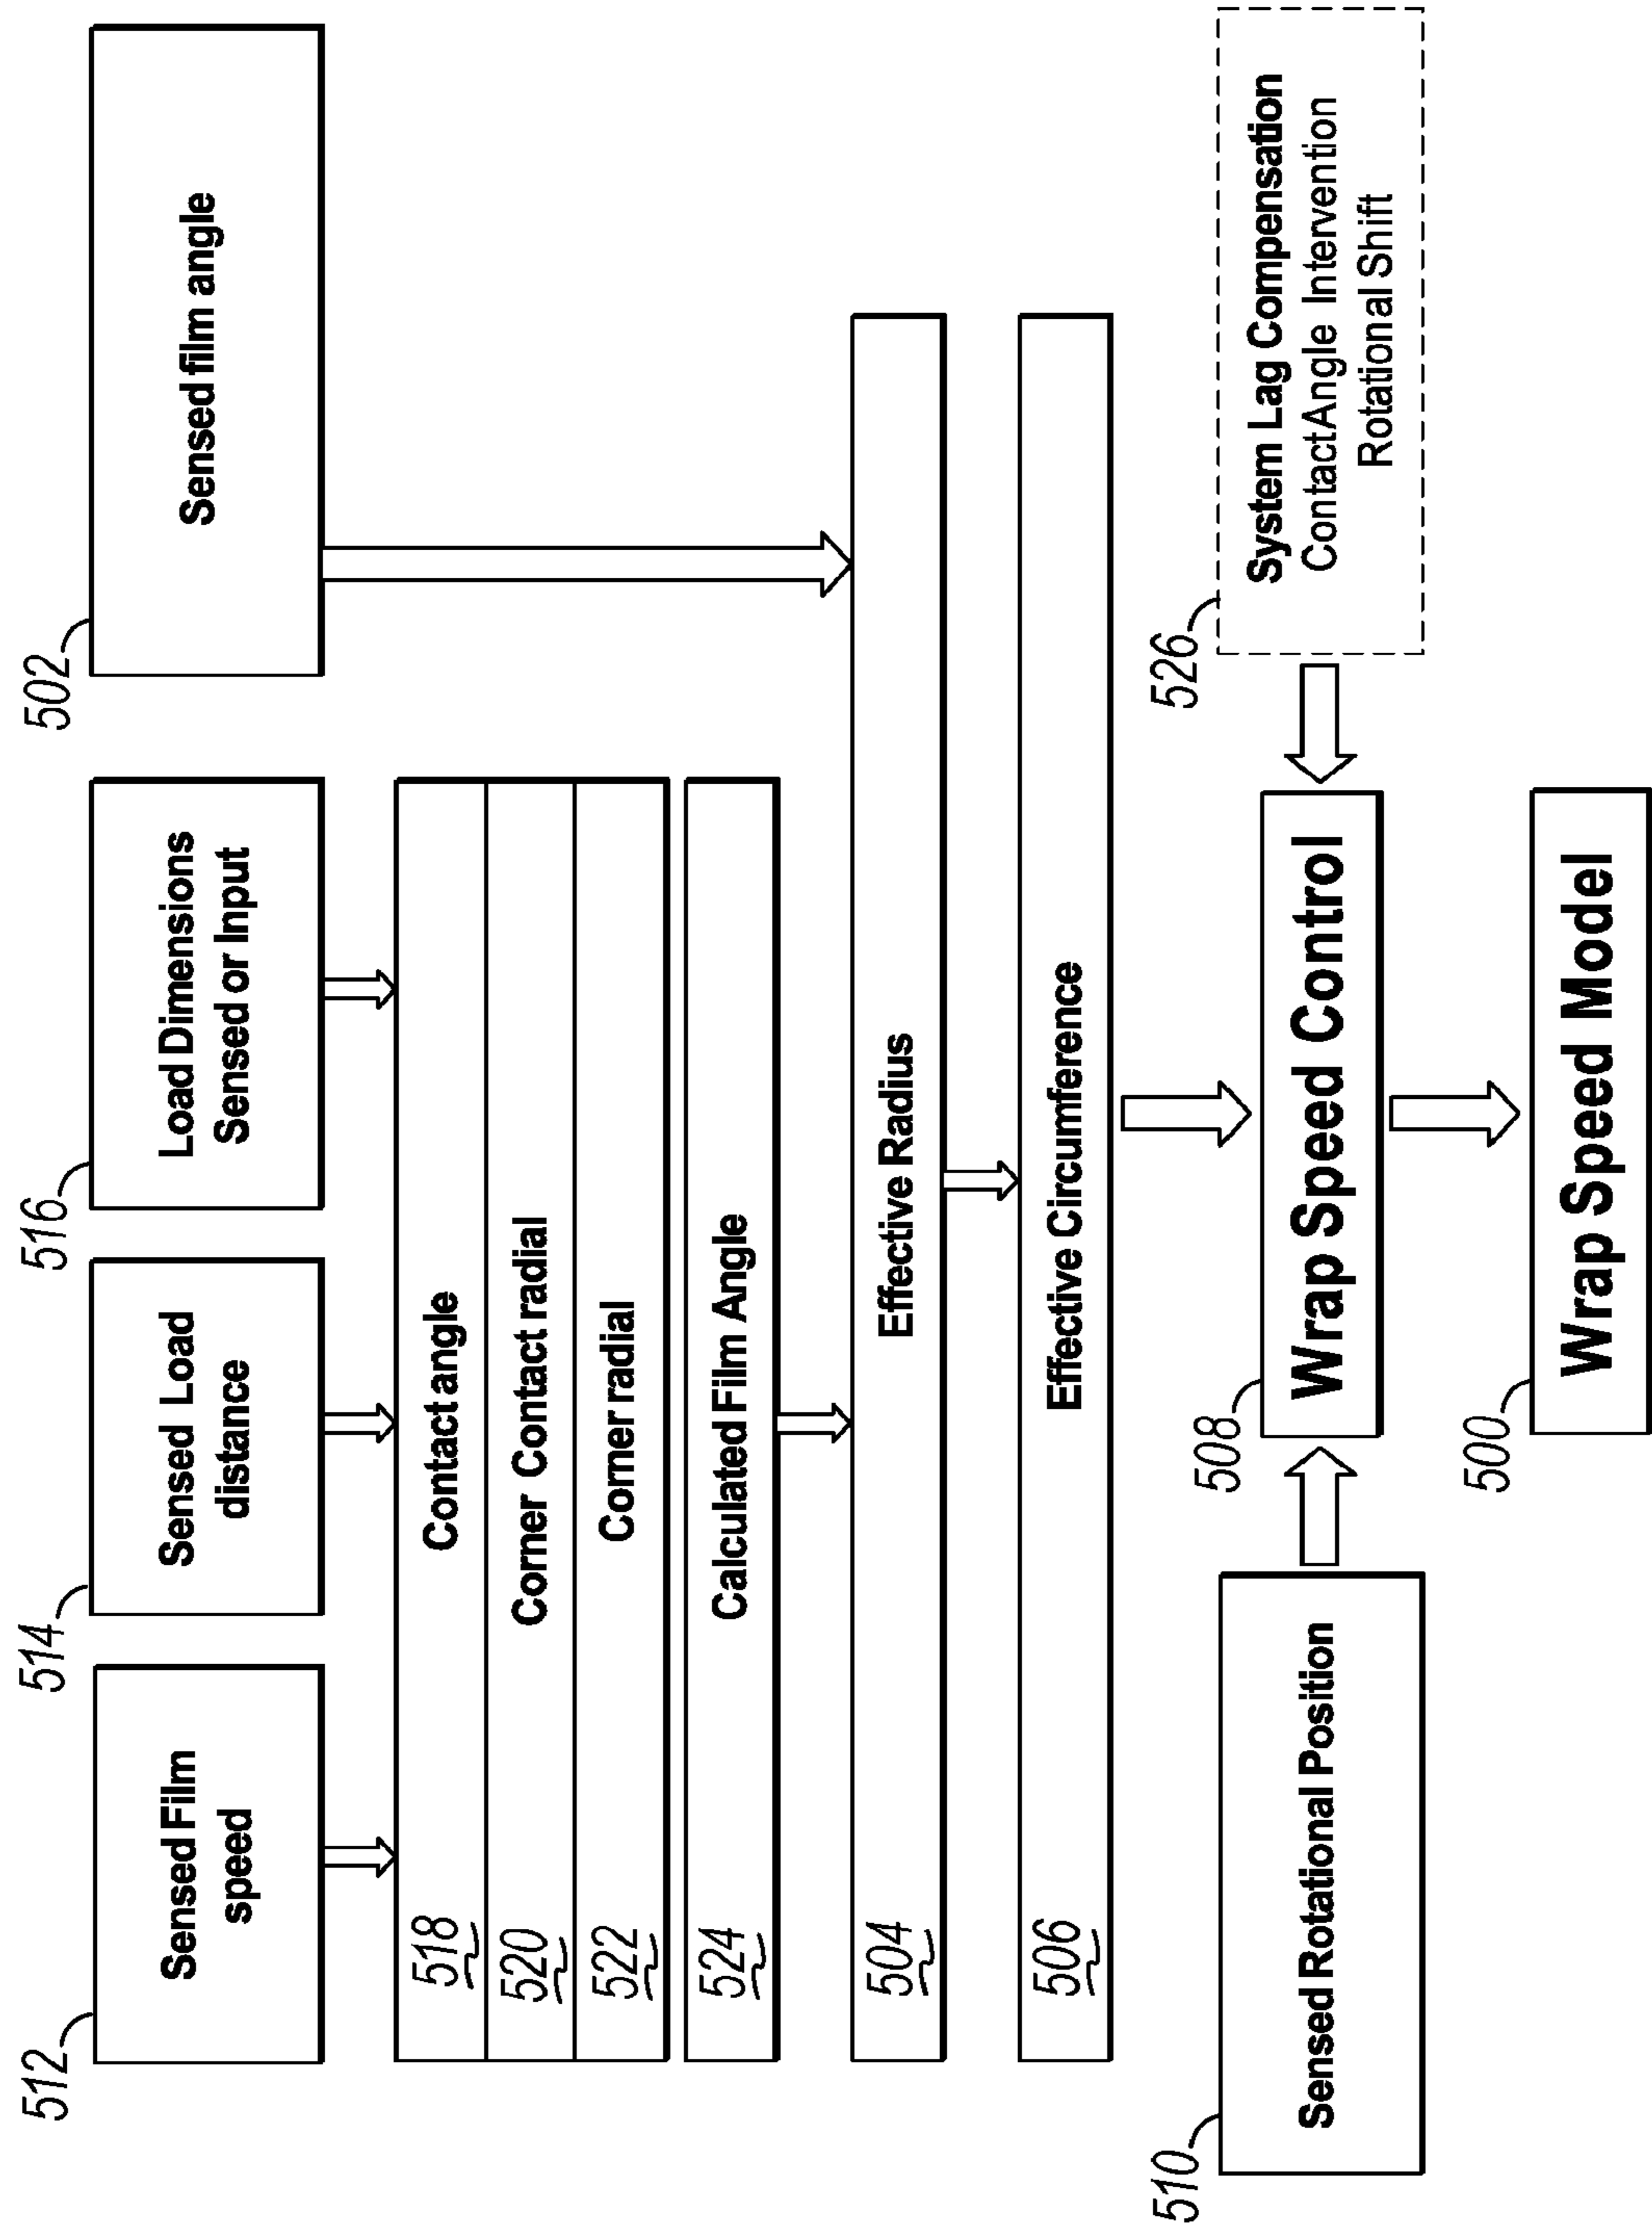 512
Sensed Film
speed
514
Sensed Load
distance
516
Load Dimensions
Sensed or Input
502
Sensed film angle
518
Contact angle
520
Corner Contact radial
522
Corner radial
524
Calculated Film Angle
504
Effective Radius
506
Effective Circumference
510
Sensed Rotational Position
508
Wrap Speed Control
526
System Lag Compensation
Contact Angle Intervention
Rotational Shift
500
Wrap Speed Model